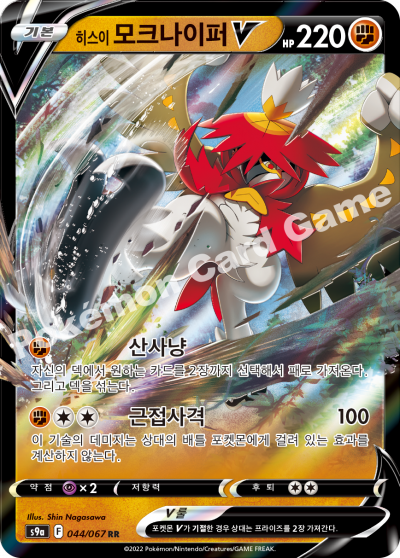 기본 히스이 모크나이퍼 V HP 220
Pokémon Card Game
산사냥
자신의 덱에서 원하는 카드를 2장까지 선택해서 패로 가져온다.
그리고 덱을 섞는다.
근접사격 100
이 기술의 데미지는 상대의 배틀 포켓몬에게 걸려 있는 효과를
계산하지 않는다.
약점 ×2 저항력 후퇴
Illus. Shin Nagasawa V 룰
s9a F 044/067 RR 포켓몬 V가 기절한 경우 상대는 프라이즈를 2장 가져간다.
©2022 Pokémon/Nintendo/Creatures/GAME FREAK.